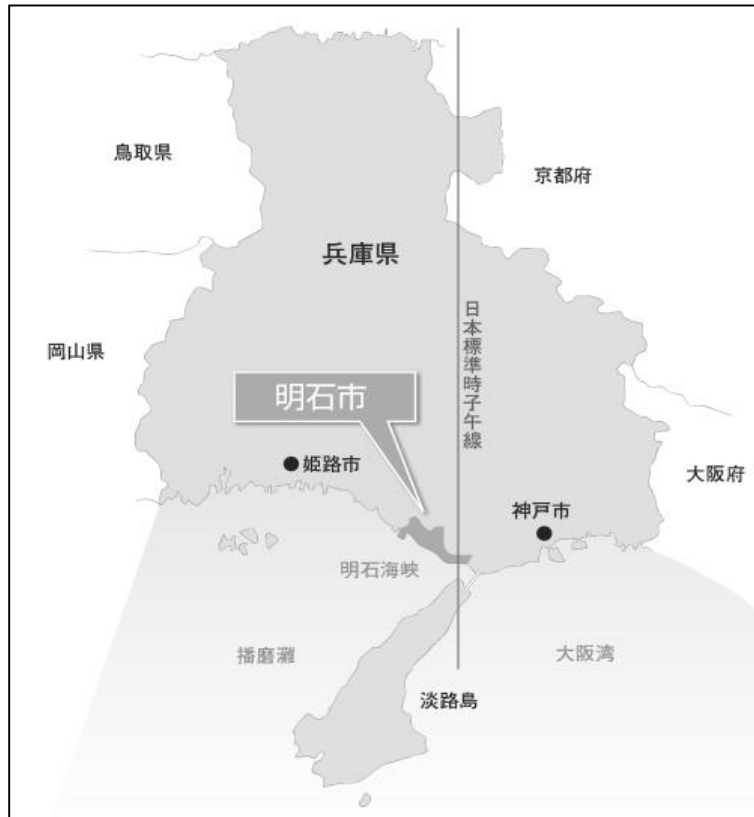 鳥取県
京都府
兵庫県
日本標準時子午線
岡山県
明石市
姫路市
大阪府
神戸市
明石海峡
播磨灘
大阪湾
淡路島